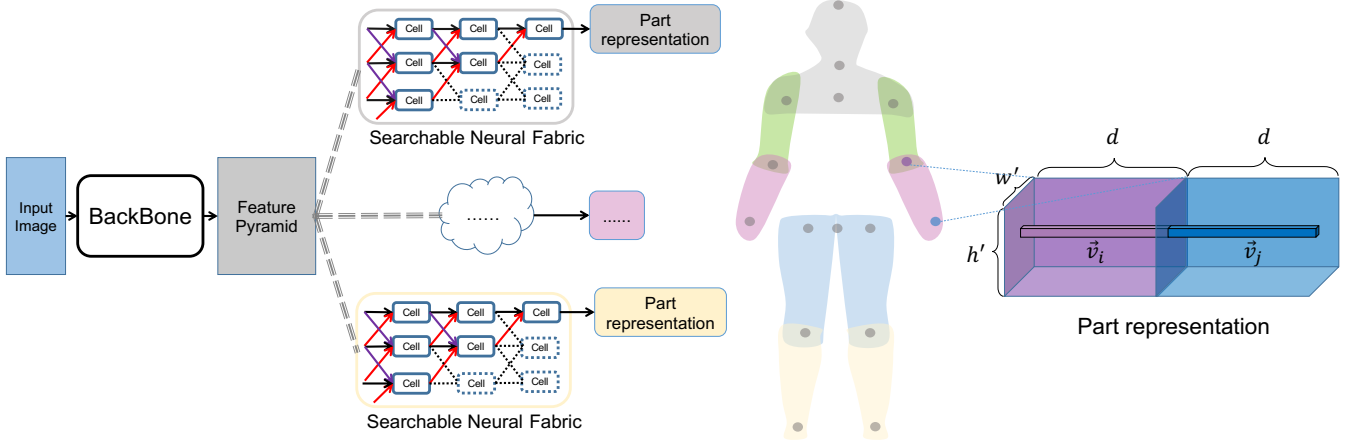 Input
Image
BackBone
Feature
Pyramid
Cell Cell Cell
Cell Cell Cell
Cell Cell Cell
Searchable Neural Fabric
Part
representation
......
......
Cell Cell Cell
Cell Cell Cell
Cell Cell Cell
Searchable Neural Fabric
Part
representation
d d
w′
h′
v⃗ᵢ v⃗ⱼ
Part representation